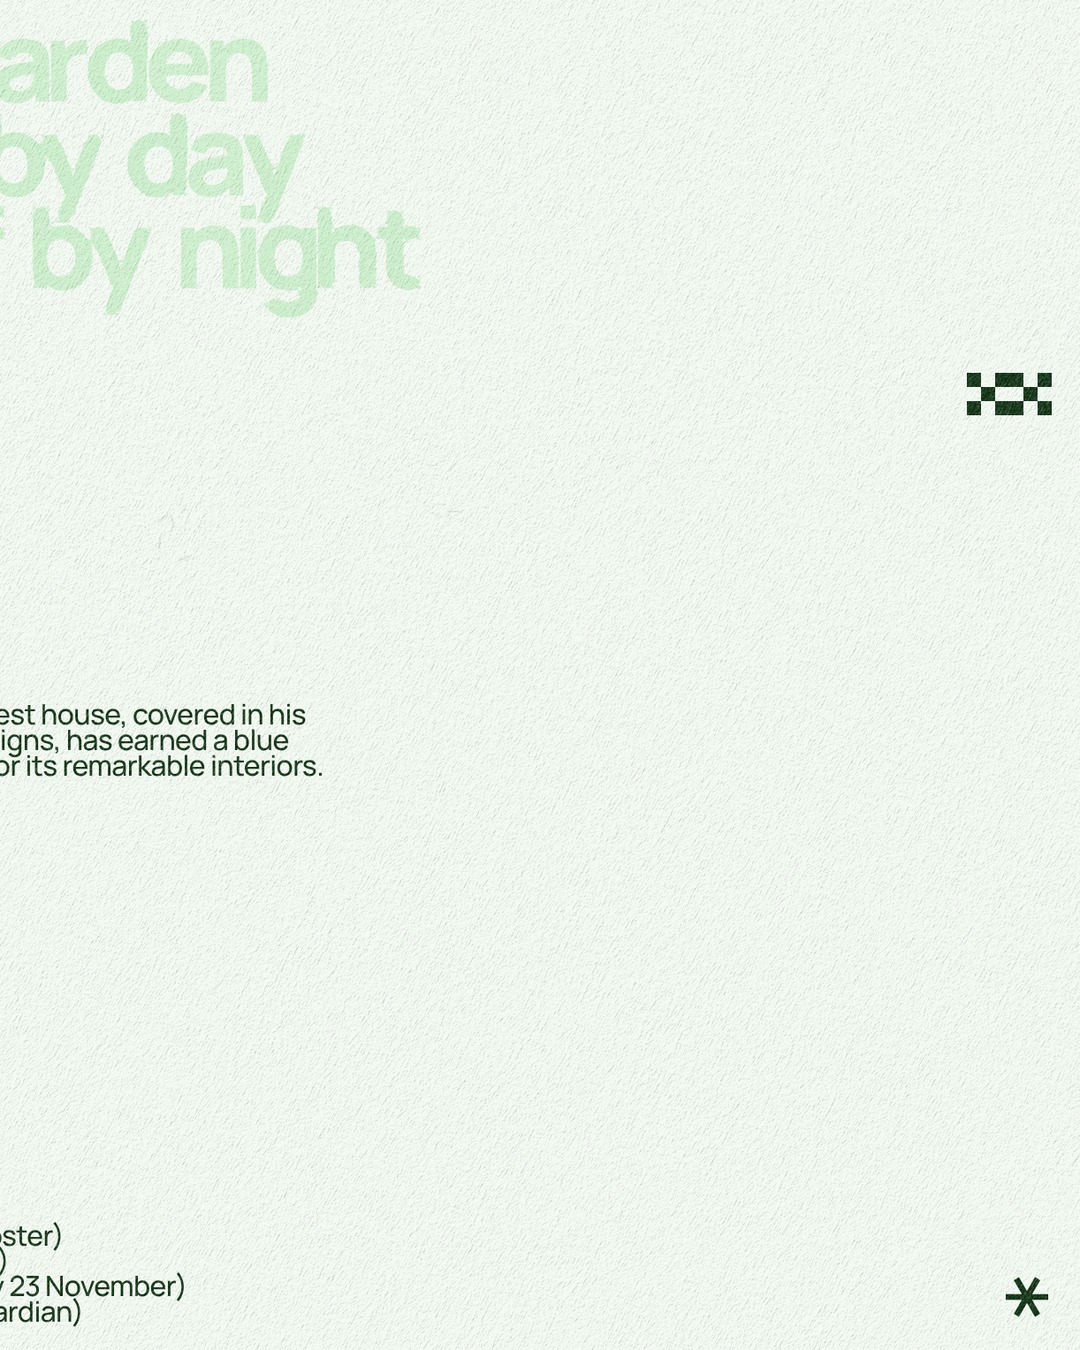 arden
by day
by night
est house, covered in his
igns, has earned a blue
or its remarkable interiors.
ster)
)
23 November)
ardian)